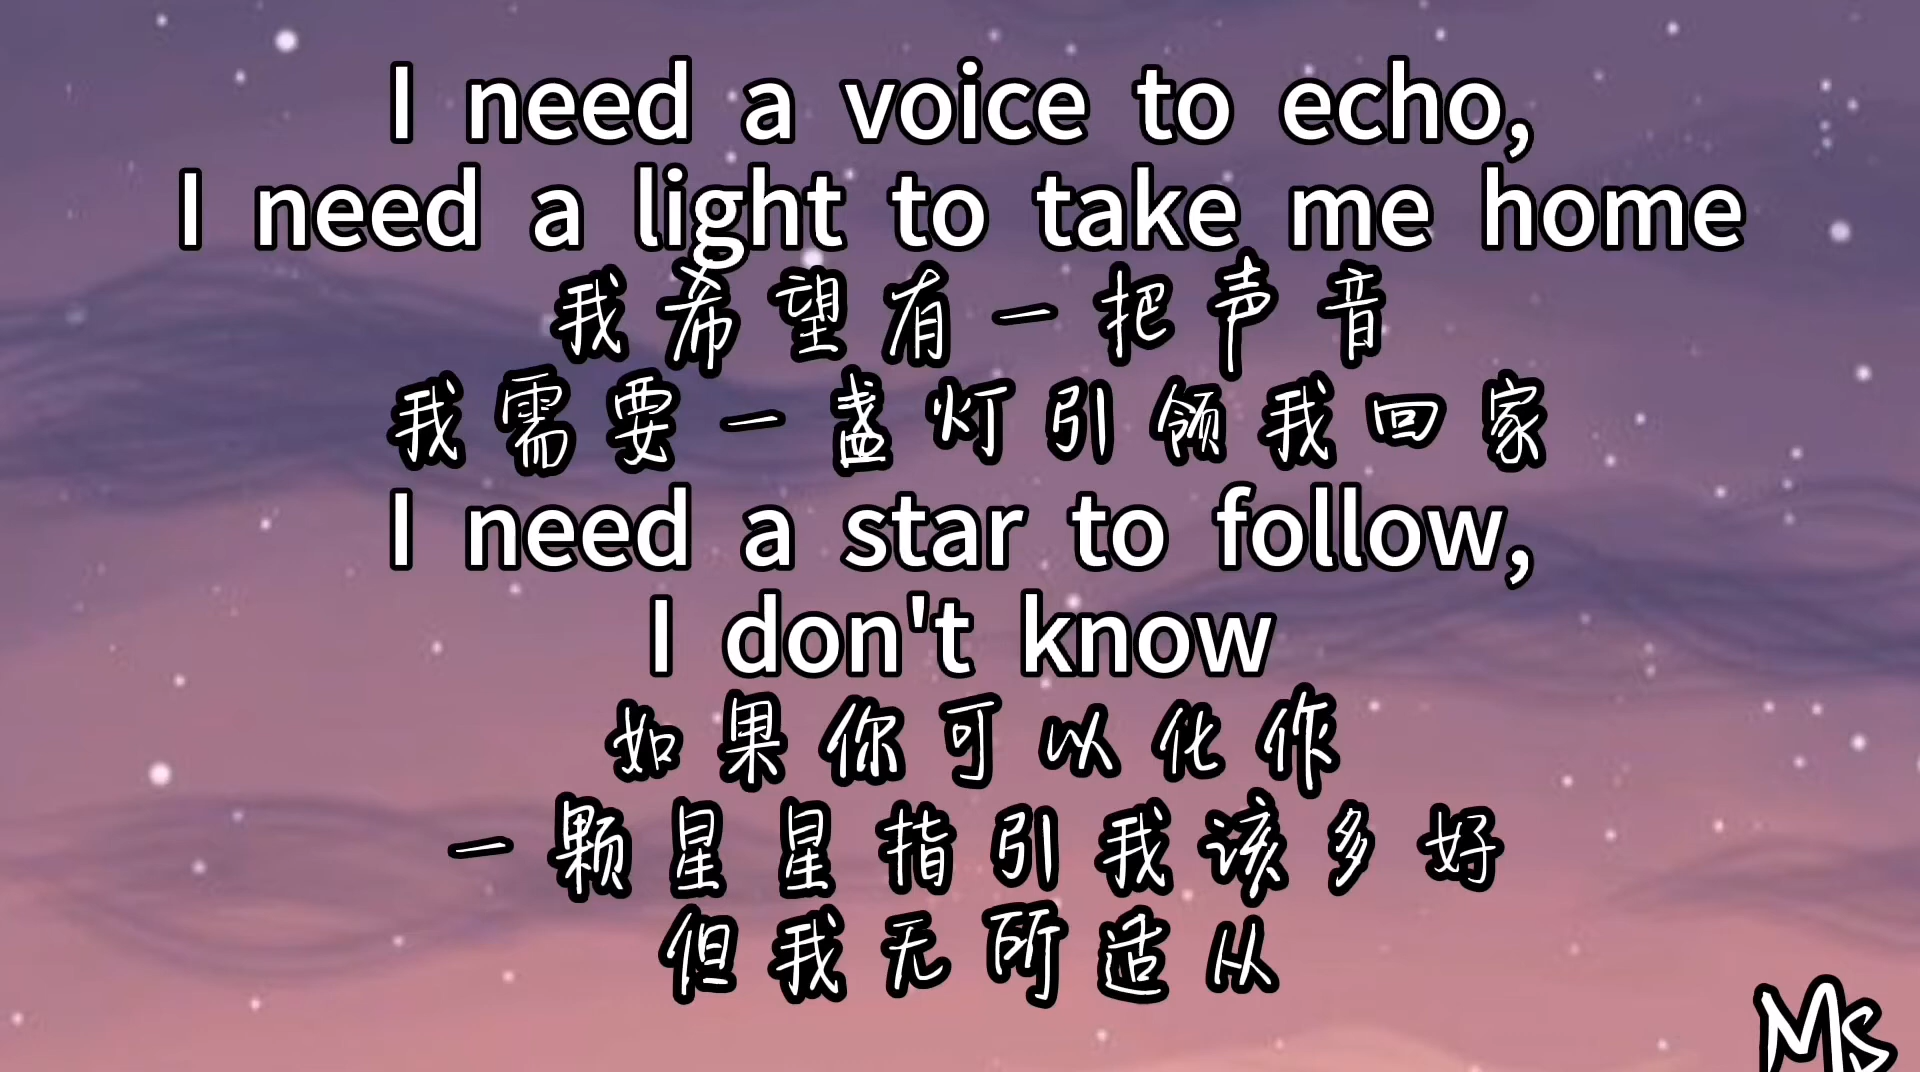 I need a voice to echo,
I need a light to take me home
我希望有一把声音
我需要一盏灯引领我回家
I need a star to follow,
I don't know
如果你可以化作
一颗星星指引我该多好
但我无所适从
Ms